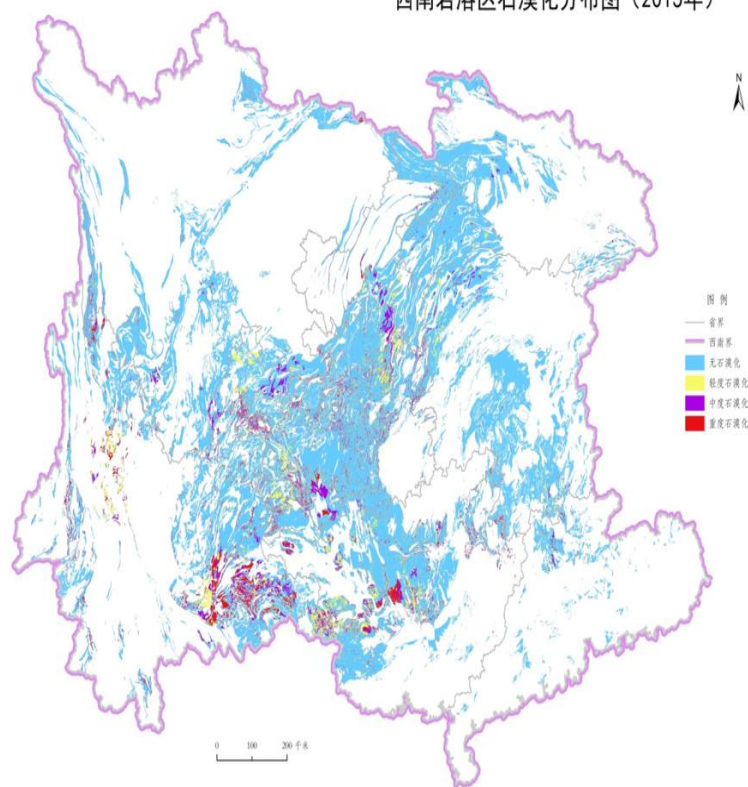 西南岩溶区石漠化分布图（2015年）
N
图 例
省界
西南界
无石漠化
轻度石漠化
中度石漠化
重度石漠化
0 100 200 千米